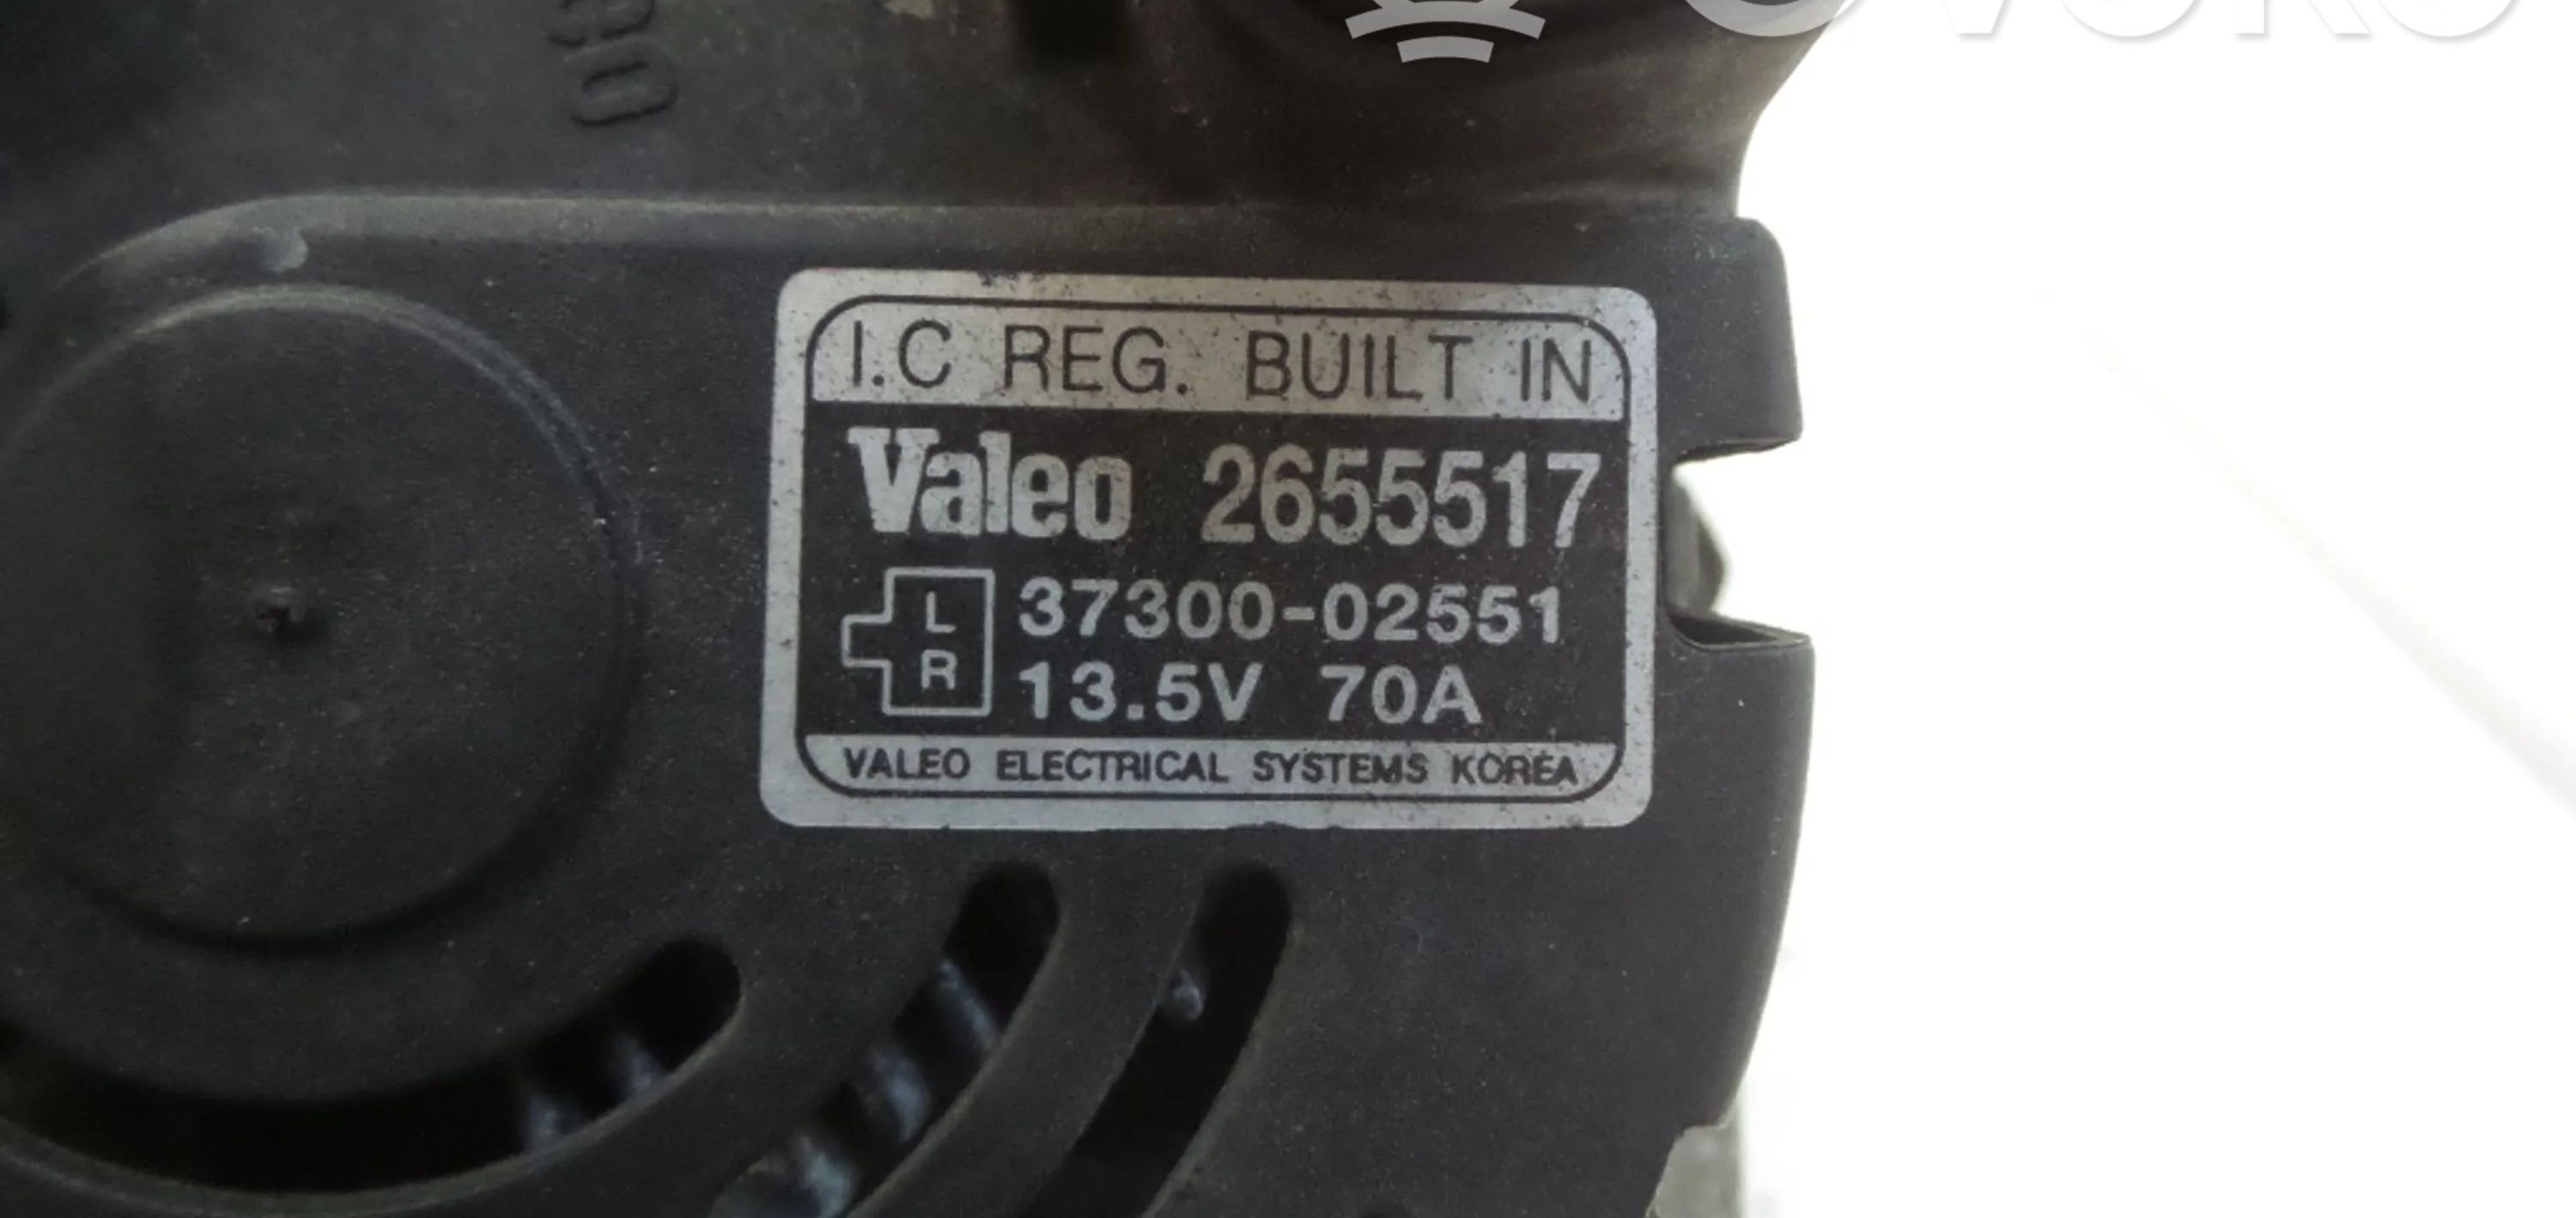 I.C REG. BUILT IN
Valeo 2655517
L
R
37300-02551
13.5V 70A
VALEO ELECTRICAL SYSTEMS KOREA